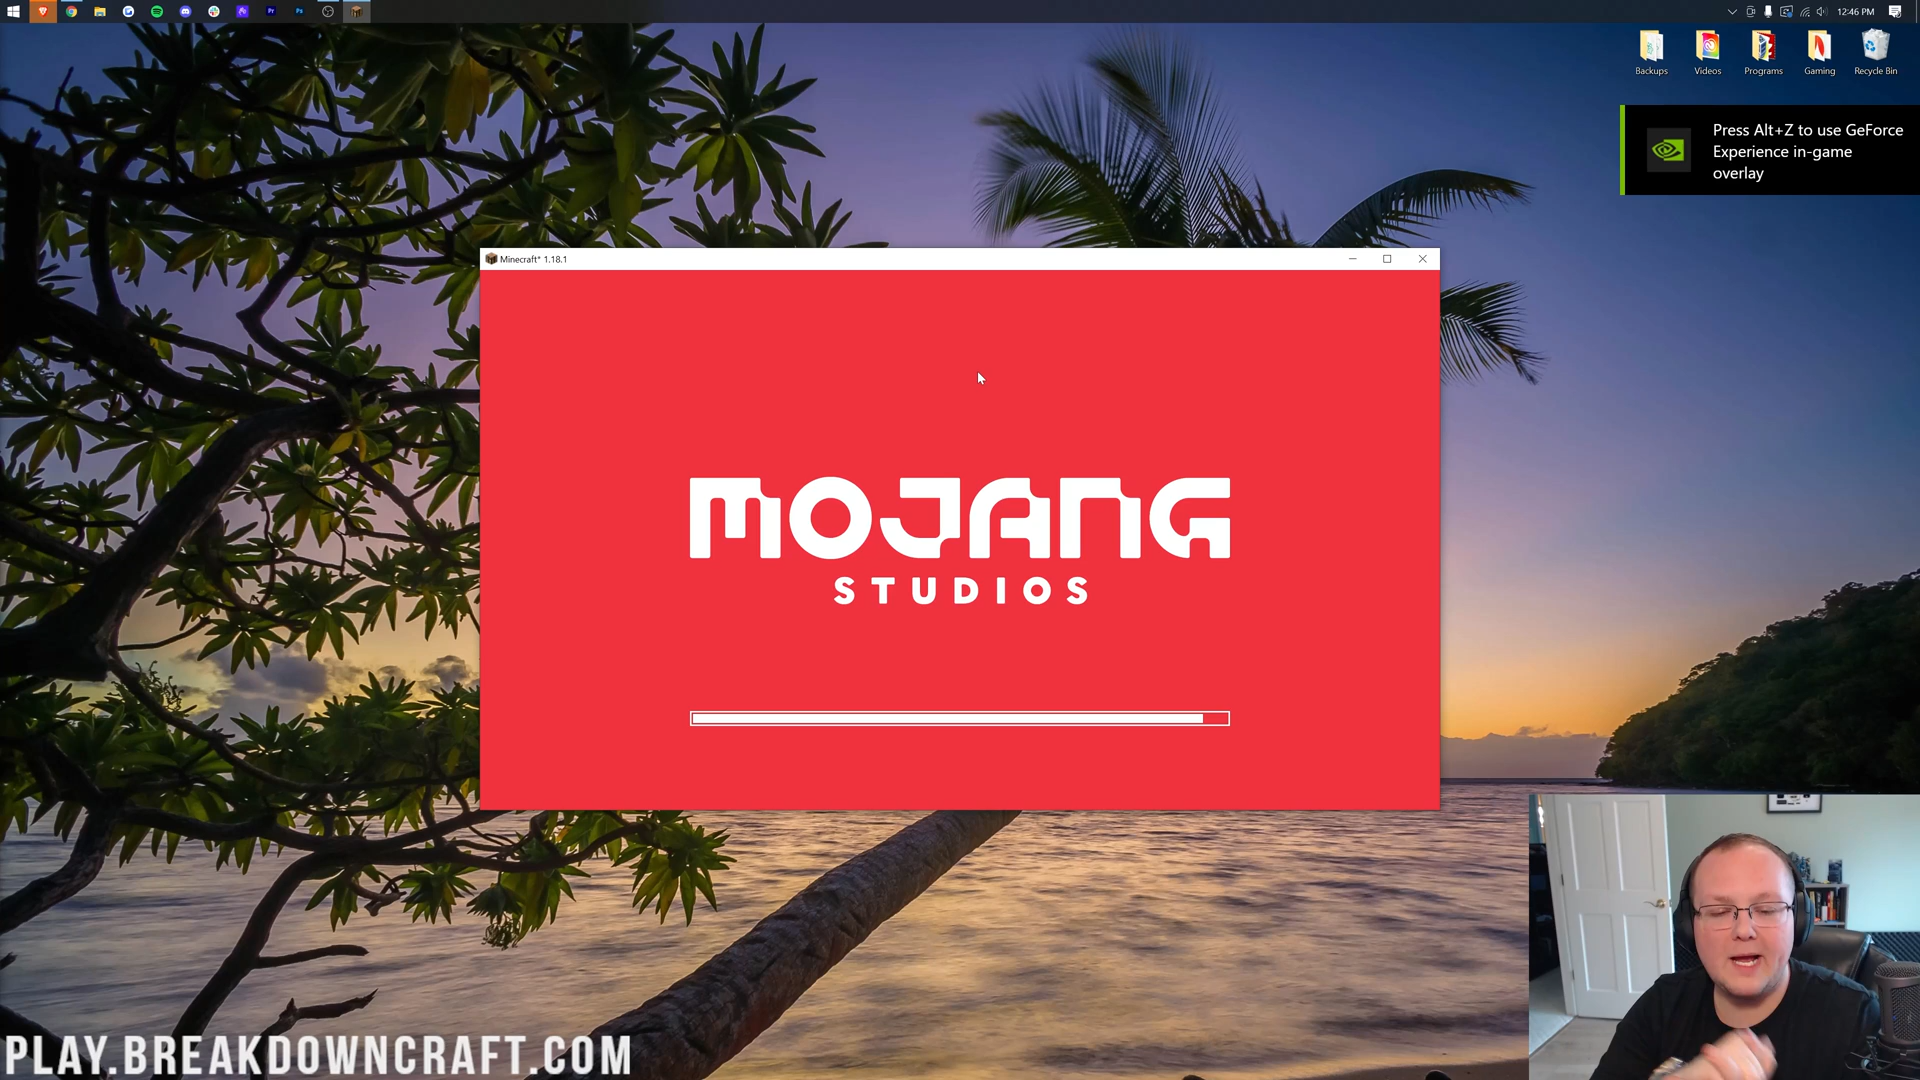 12:46 PM
Backups
Videos
Programs
Gaming
Recycle Bin
Press Alt+Z to use GeForce
Experience in-game
overlay
Minecraft* 1.18.1
MOJANG
STUDIOS
PLAY.BREAKDOWNCRAFT.COM